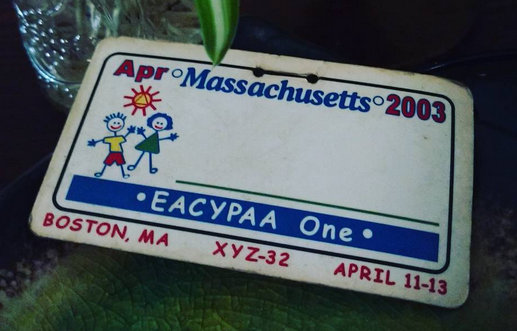 Apr Massachusetts 2003
• EACYPAA One •
BOSTON, MA XYZ-32 APRIL 11-13